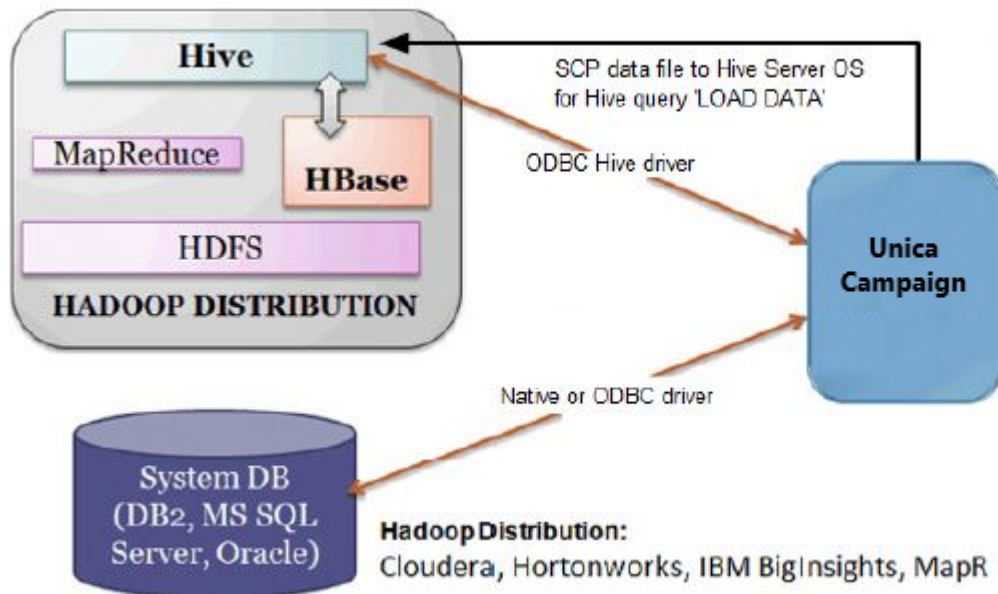 Hive
SCP data file to Hive Server OS
for Hive query 'LOAD DATA'
MapReduce
HBase
ODBC Hive driver
HDFS
HADOOP DISTRIBUTION
Unica
Campaign
Native or ODBC driver
System DB
(DB2, MS SQL
Server, Oracle)
Hadoop Distribution:
Cloudera, Hortonworks, IBM BigInsights, MapR